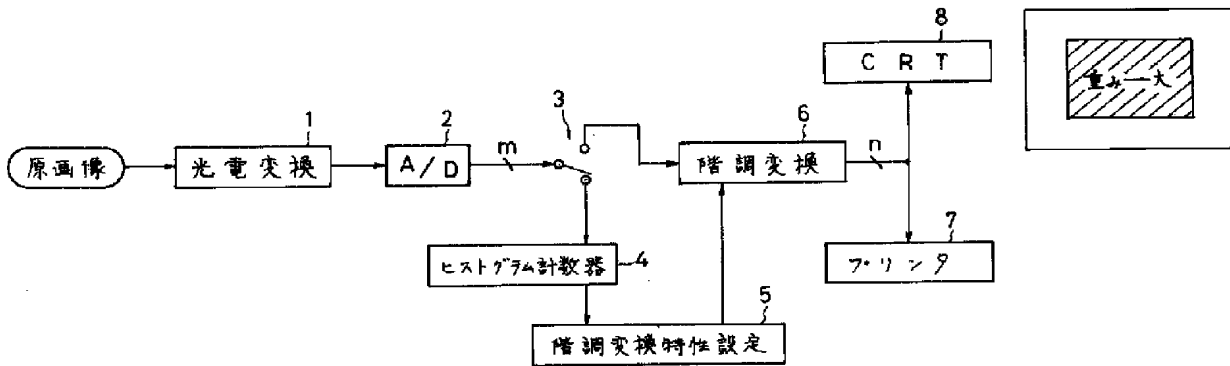 8
C R T
重み一大
1
2
3
6
原画像
光電変換
A/D
m
階調変換
n
7
プリンタ
ヒストグラム計数器
4
5
階調変換特性設定